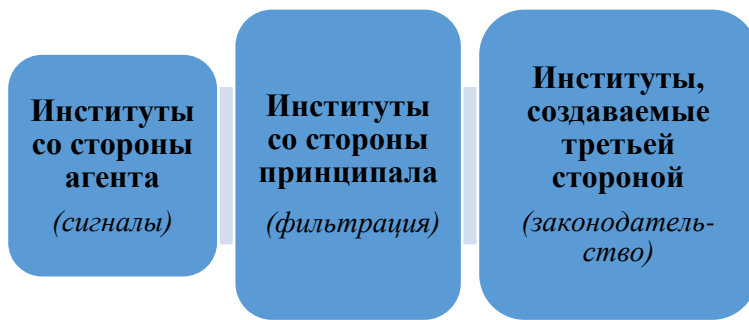 Институты
со стороны
агента
(сигналы)
Институты
со стороны
принципала
(фильтрация)
Институты,
создаваемые
третьей
стороной
(законодатель-
ство)